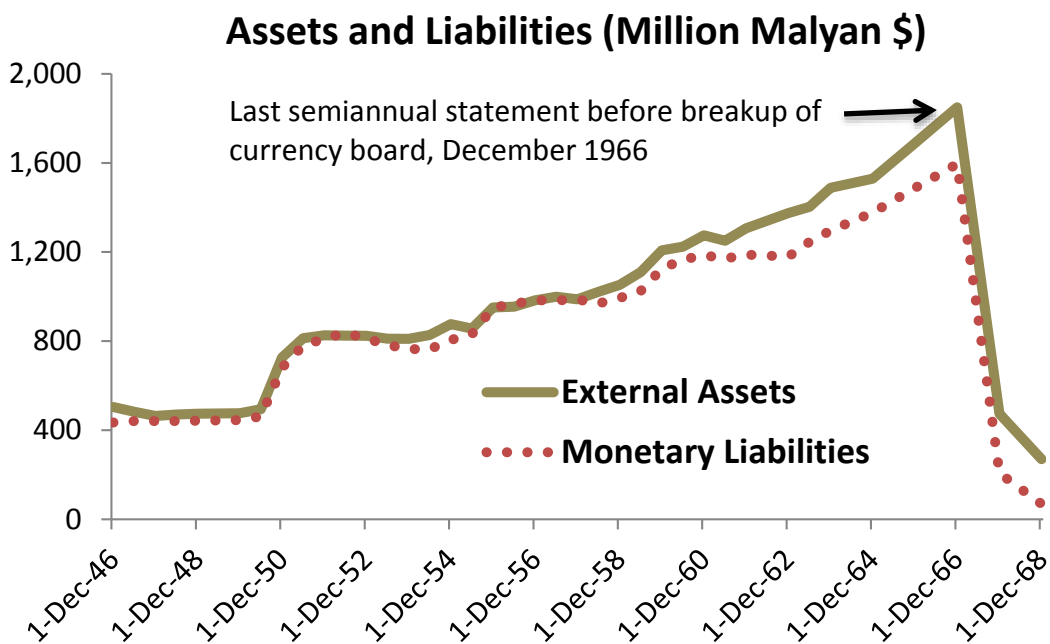 Assets and Liabilities (Million Malyan $)
2,000
1,600
1,200
800
400
0
Last semiannual statement before breakup of
currency board, December 1966
External Assets
Monetary Liabilities
1-Dec-46
1-Dec-48
1-Dec-50
1-Dec-52
1-Dec-54
1-Dec-56
1-Dec-58
1-Dec-60
1-Dec-62
1-Dec-64
1-Dec-66
1-Dec-68